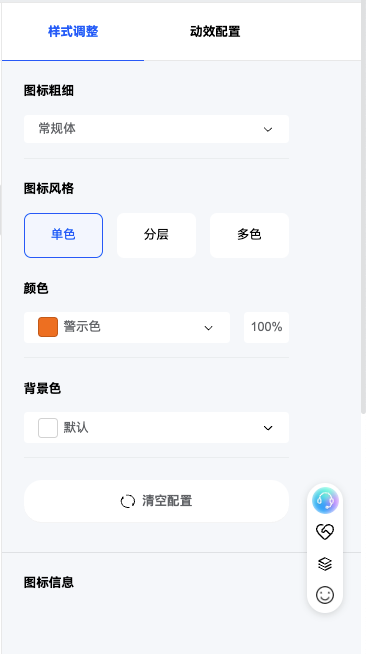 样式调整 动效配置
图标粗细
常规体
图标风格
单色 分层 多色
颜色
警示色 100%
背景色
默认
清空配置
图标信息